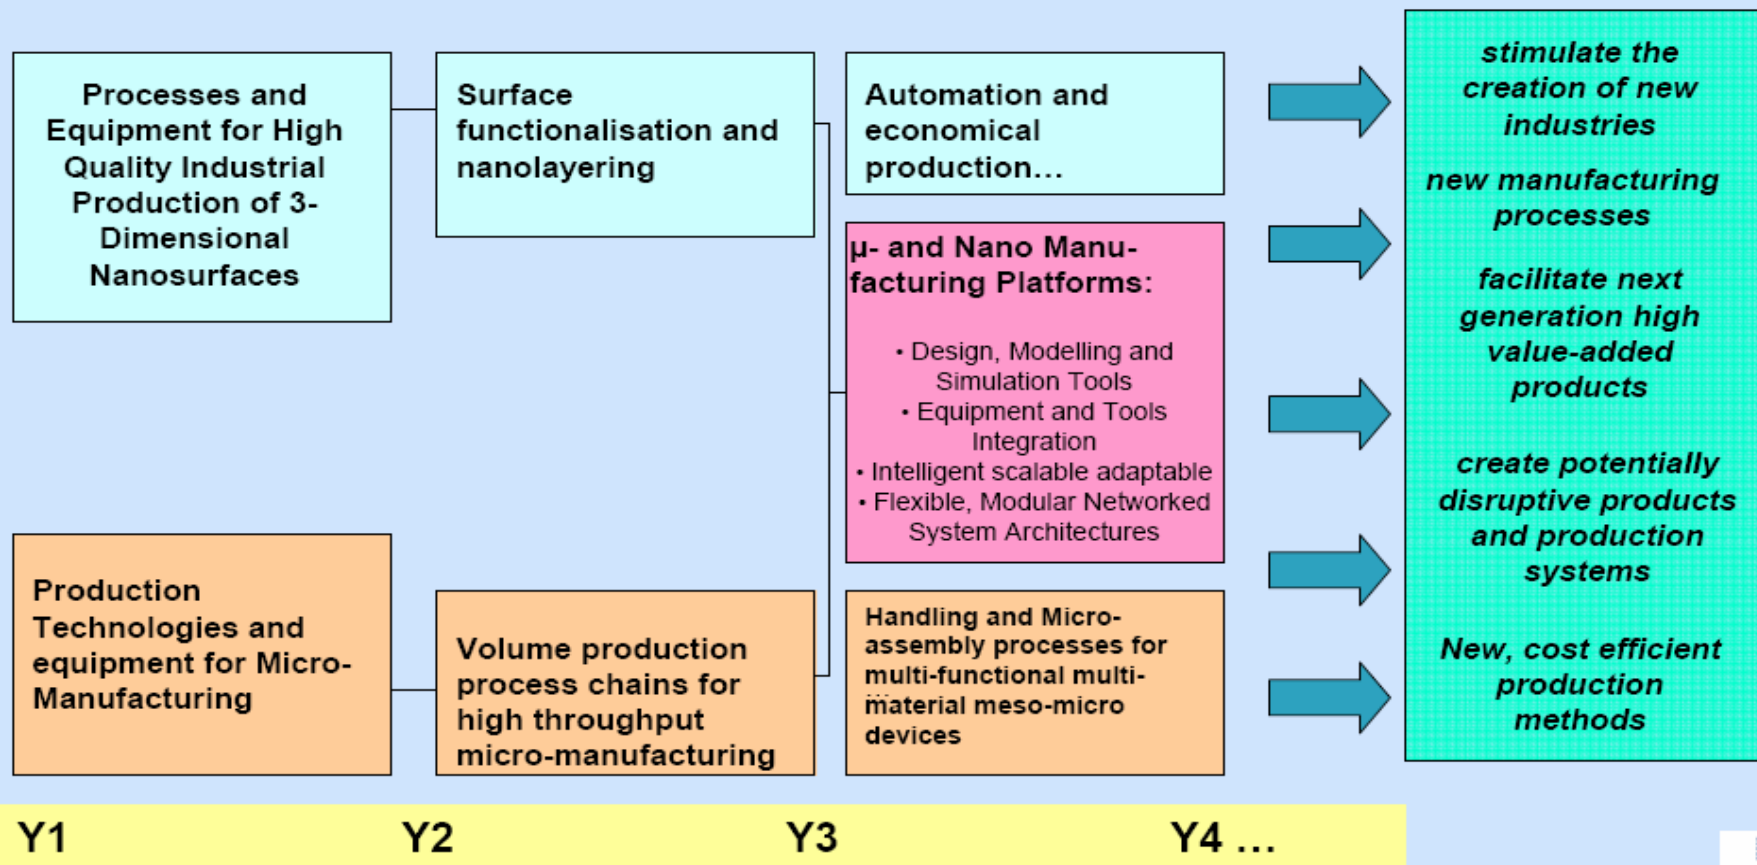 Processes and
Equipment for High
Quality Industrial
Production of 3-
Dimensional
Nanosurfaces
Surface
functionalisation and
nanolayering
Automation and
economical
production...
µ- and Nano Manu-
facturing Platforms:
• Design, Modelling and
Simulation Tools
• Equipment and Tools
Integration
• Intelligent scalable adaptable
• Flexible, Modular Networked
System Architectures
Production
Technologies and
equipment for Micro-
Manufacturing
Volume production
process chains for
high throughput
micro-manufacturing
Handling and Micro-
assembly processes for
multi-functional multi-
...
material meso-micro
devices
stimulate the
creation of new
industries
new manufacturing
processes
facilitate next
generation high
value-added
products
create potentially
disruptive products
and production
systems
New, cost efficient
production
methods
Y1 Y2 Y3 Y4 ...